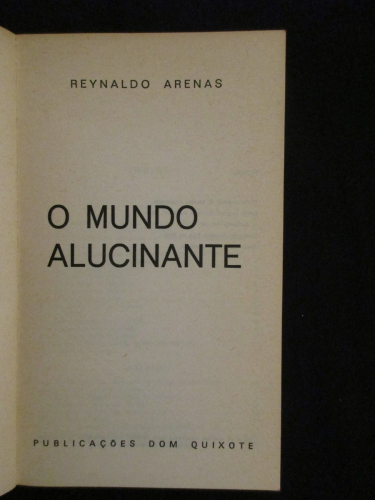 REYNALDO ARENAS
O MUNDO
ALUCINANTE
PUBLICAÇÕES DOM QUIXOTE